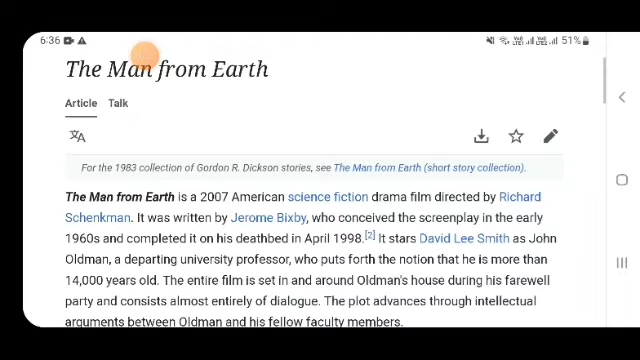 6:36 51%
The Man from Earth
Article Talk
For the 1983 collection of Gordon R. Dickson stories, see The Man from Earth (short story collection).
The Man from Earth is a 2007 American science fiction drama film directed by Richard
Schenkman. It was written by Jerome Bixby, who conceived the screenplay in the early
1960s and completed it on his deathbed in April 1998.[2] It stars David Lee Smith as John
Oldman, a departing university professor, who puts forth the notion that he is more than
14,000 years old. The entire film is set in and around Oldman's house during his farewell
party and consists almost entirely of dialogue. The plot advances through intellectual
arguments between Oldman and his fellow faculty members.